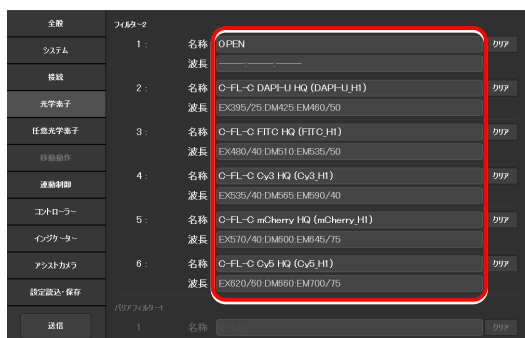 全般
システム
接続
光学素子
任意光学素子
移動動作
連動制御
コントローラー
インジケーター
アシストカメラ
設定読込・保存
送信
フィルター2
1 : 名称 OPEN クリア
波長 ---:---:---
2 : 名称 C-FL-C DAPI-U HQ (DAPI-U_H1) クリア
波長 EX395/25:DM425:EM460/50
3 : 名称 C-FL-C FITC HQ (FITC_H1) クリア
波長 EX480/40:DM510:EM535/50
4 : 名称 C-FL-C Cy3 HQ (Cy3_H1) クリア
波長 EX535/40:DM565:EM590/40
5 : 名称 C-FL-C mCherry HQ (mCherry_H1) クリア
波長 EX570/40:DM600:EM645/75
6 : 名称 C-FL-C Cy5 HQ (Cy5_H1) クリア
波長 EX620/60:DM660:EM700/75
バリアフィルター1
1 : 名称 クリア